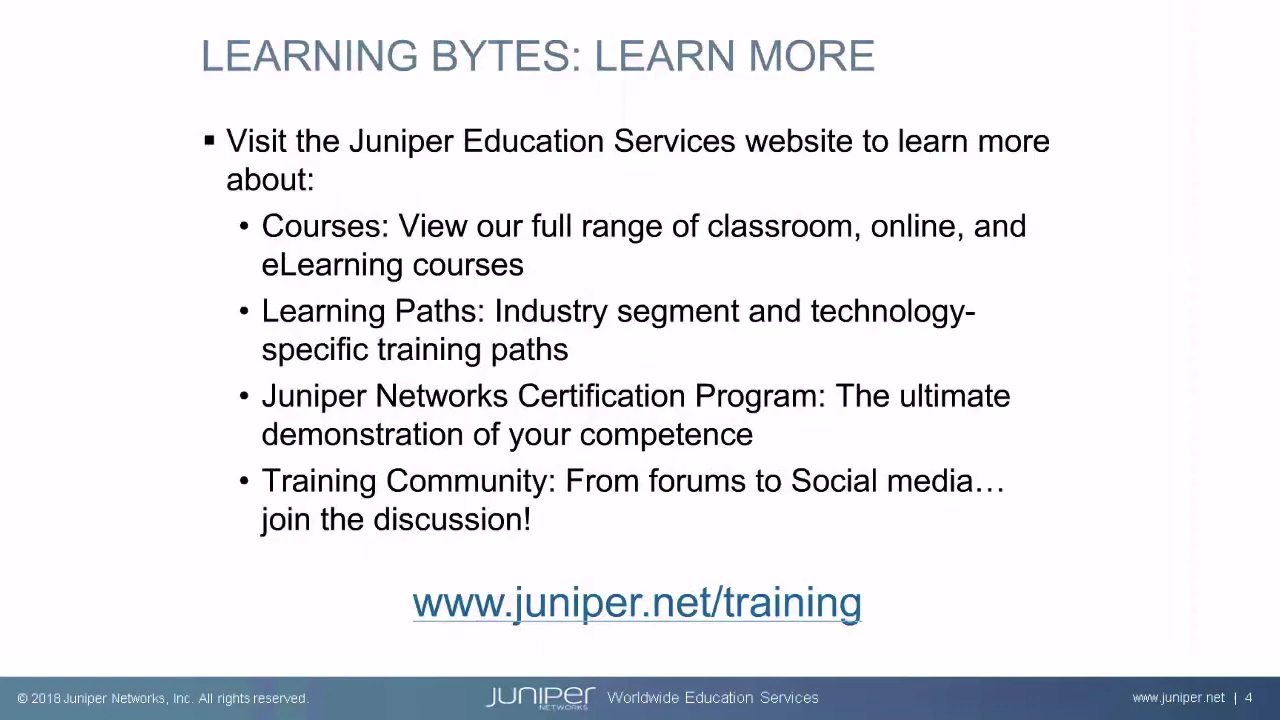 LEARNING BYTES: LEARN MORE
▪ Visit the Juniper Education Services website to learn more
about:
• Courses: View our full range of classroom, online, and
eLearning courses
• Learning Paths: Industry segment and technology-
specific training paths
• Juniper Networks Certification Program: The ultimate
demonstration of your competence
• Training Community: From forums to Social media…
join the discussion!
www.juniper.net/training
© 2018 Juniper Networks, Inc. All rights reserved.
JUNIPER
NETWORKS
Worldwide Education Services
www.juniper.net | 4